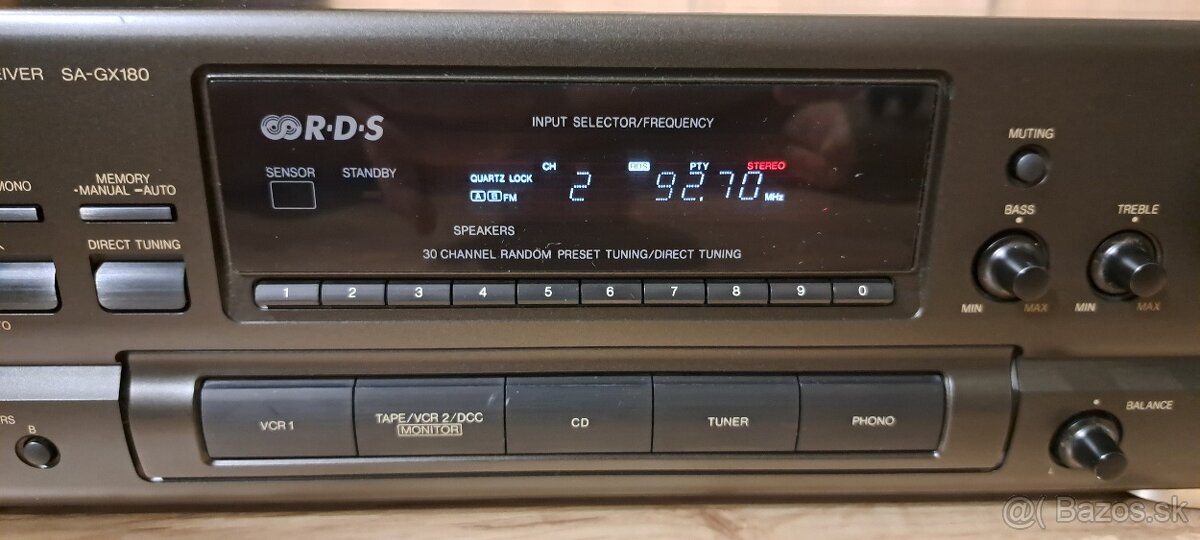 SA-GX180
R·D·S
INPUT SELECTOR/FREQUENCY
SENSOR
STANDBY
CH
RDS
PTY
STEREO
QUARTZ LOCK
2
92.70
MHz
A B FM
SPEAKERS
30 CHANNEL RANDOM PRESET TUNING/DIRECT TUNING
1 2 3 4 5 6 7 8 9 0
MONO
MEMORY
-MANUAL -AUTO
DIRECT TUNING
MUTING
BASS
MIN
MAX
TREBLE
MIN
MAX
B
VCR 1
TAPE/VCR 2/DCC
MONITOR
CD
TUNER
PHONO
BALANCE
@( Bazos.sk